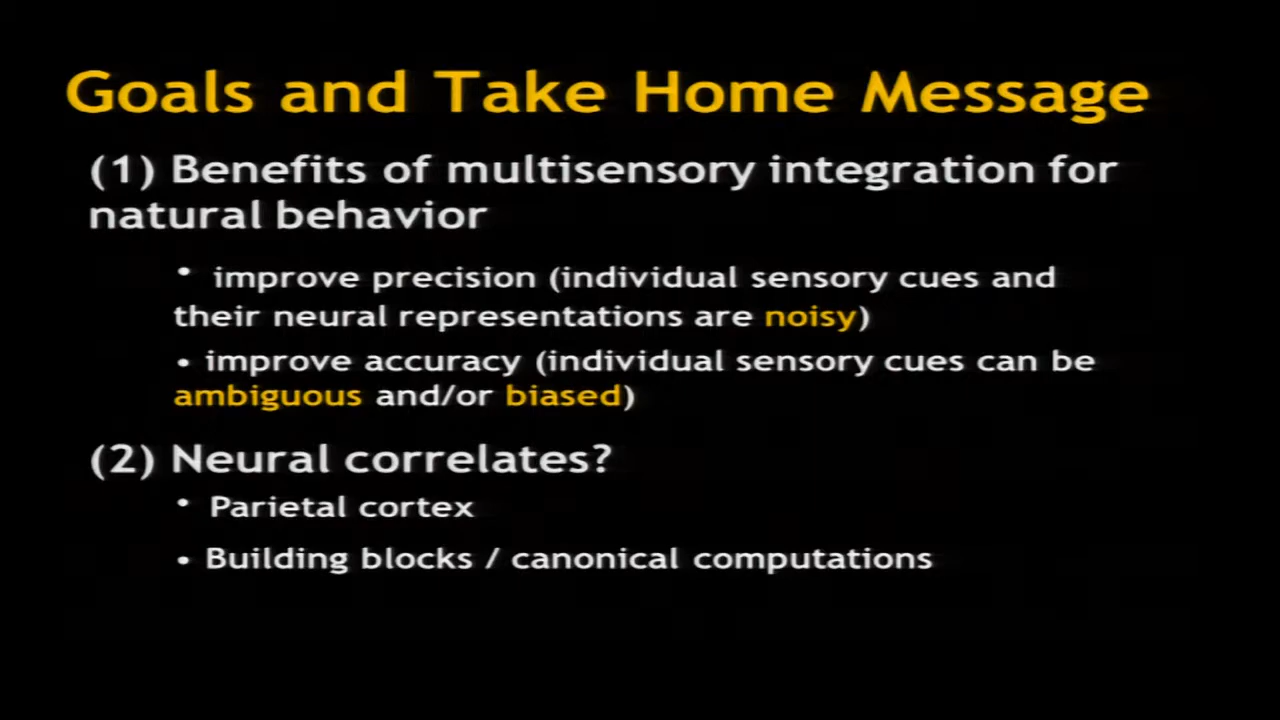 Goals and Take Home Message
(1) Benefits of multisensory integration for
natural behavior
• improve precision (individual sensory cues and
their neural representations are noisy)
• improve accuracy (individual sensory cues can be
ambiguous and/or biased)
(2) Neural correlates?
• Parietal cortex
• Building blocks / canonical computations